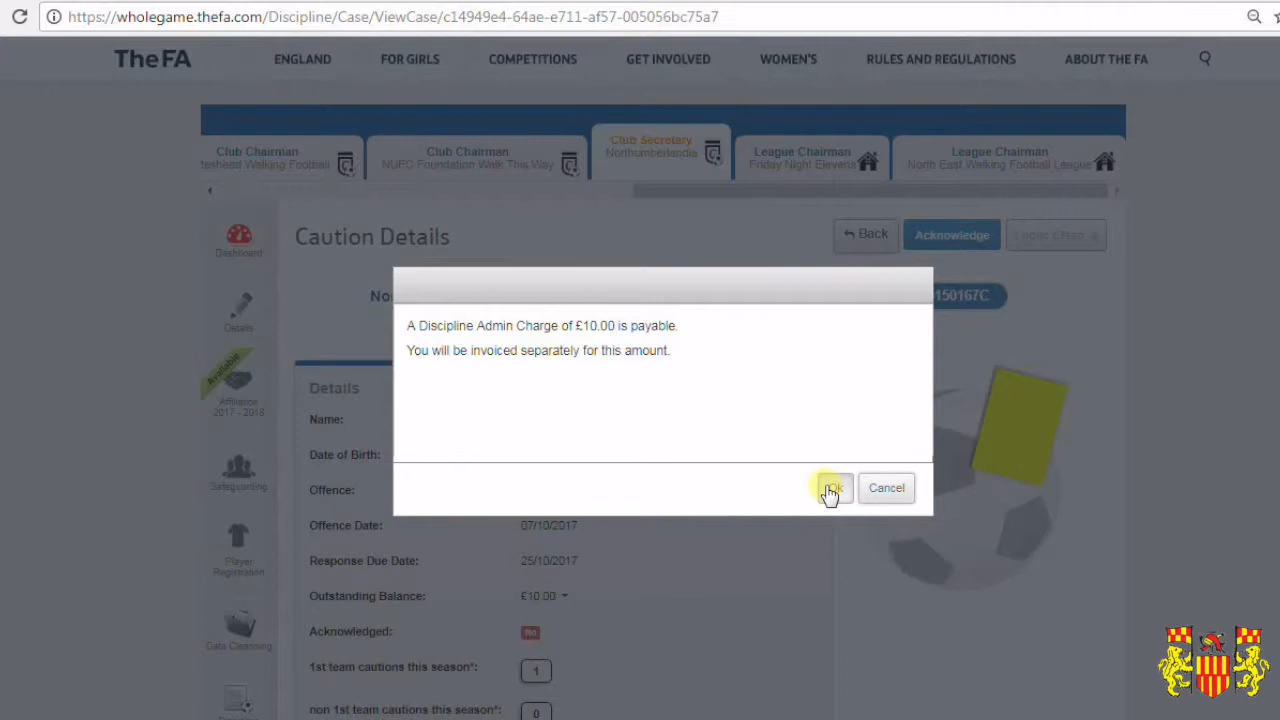 https://wholegame.thefa.com/Discipline/Case/ViewCase/c14949e4-64ae-e711-af57-005056bc75a7
TheFA ENGLAND FOR GIRLS COMPETITIONS GET INVOLVED WOMEN'S RULES AND REGULATIONS ABOUT THE FA
Club Chairman
teshead Walking Football
Club Chairman
NUFC Foundation Walk This Way
Club Secretary
Northumberlandia
League Chairman
Friday Night Elevens
League Chairman
North East Walking Football League
Dashboard
Details
Available
Affiliation
2017 - 2018
Safeguarding
Player
Registration
Data Cleansing
Caution Details
Back
Acknowledge
150167C
A Discipline Admin Charge of £10.00 is payable.
You will be invoiced separately for this amount.
Cancel
Details
Name:
Date of Birth:
Offence:
Offence Date: 07/10/2017
Response Due Date: 25/10/2017
Outstanding Balance: £10.00
Acknowledged: No
1st team cautions this season*: 1
non 1st team cautions this season*: 0